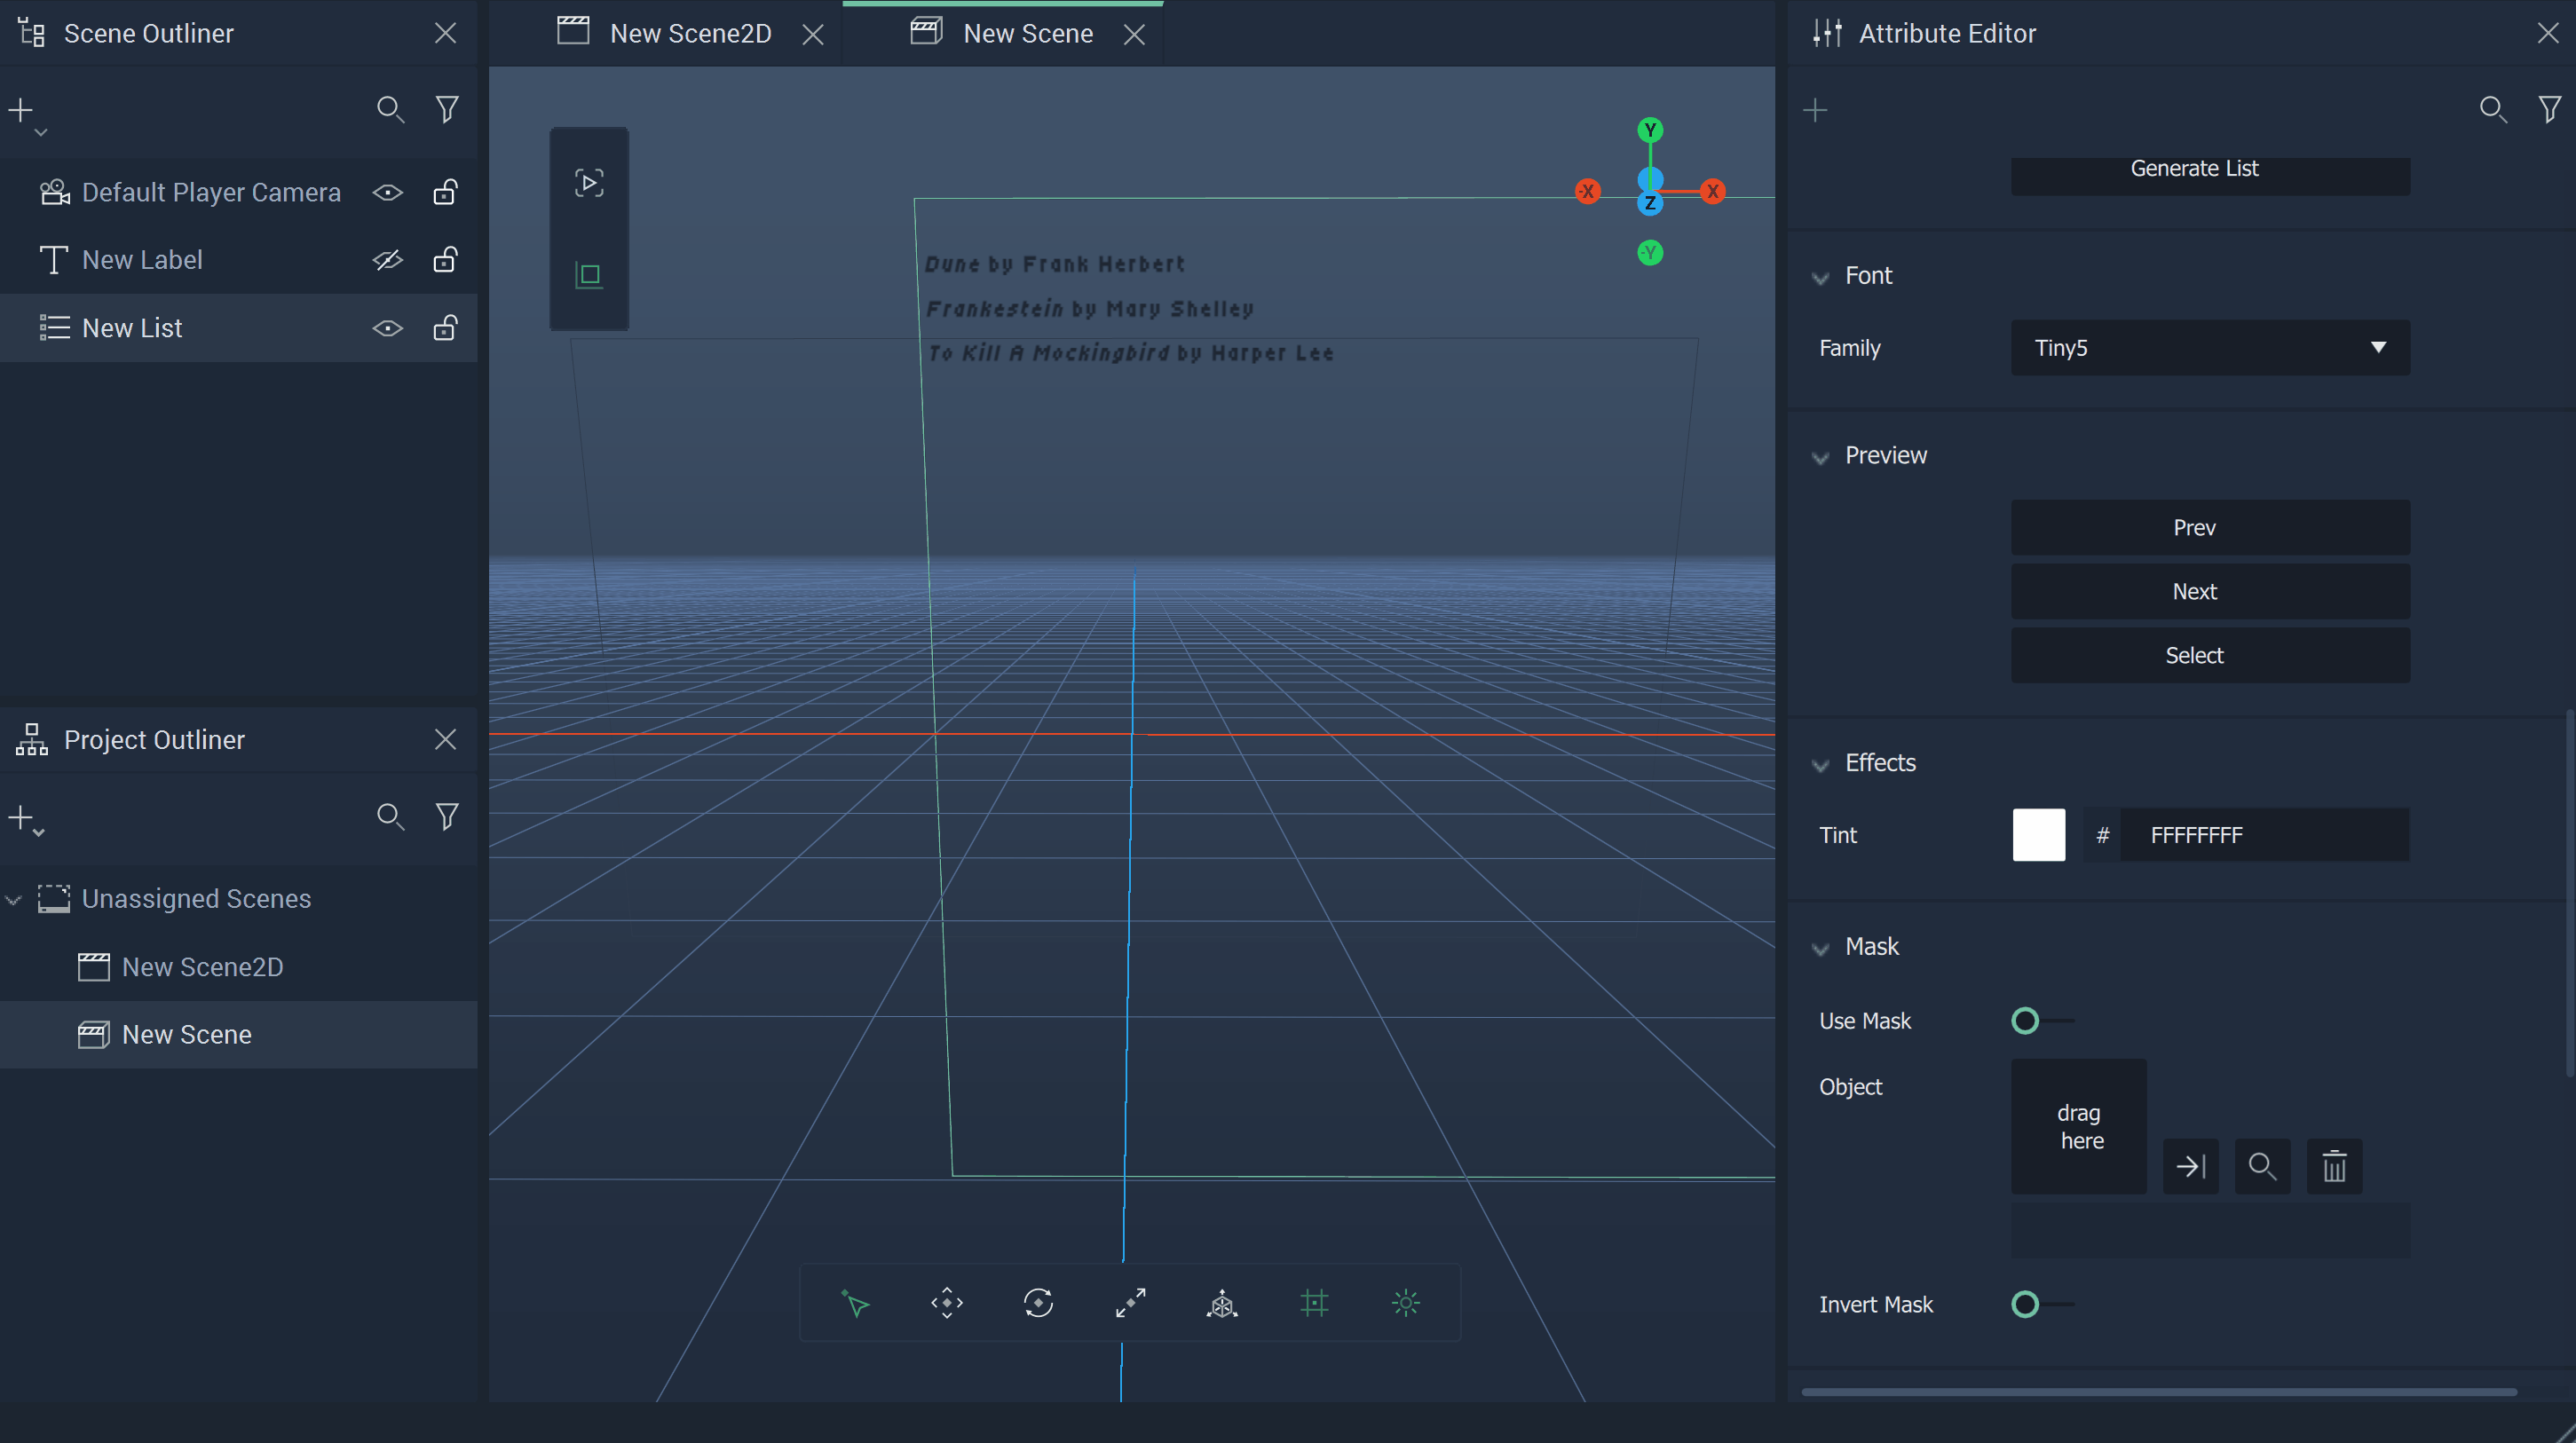 Scene Outliner
Default Player Camera
New Label
New List
Project Outliner
Unassigned Scenes
New Scene2D
New Scene
New Scene2D
New Scene
Y
-X
X
Z
-Y
Dune by Frank Herbert
Frankestein by Mary Shelley
To Kill A Mockingbird by Harper Lee
Attribute Editor
Generate List
Font
Family
Tiny5
Preview
Prev
Next
Select
Effects
Tint
# FFFFFFFF
Mask
Use Mask
Object
drag
here
Invert Mask